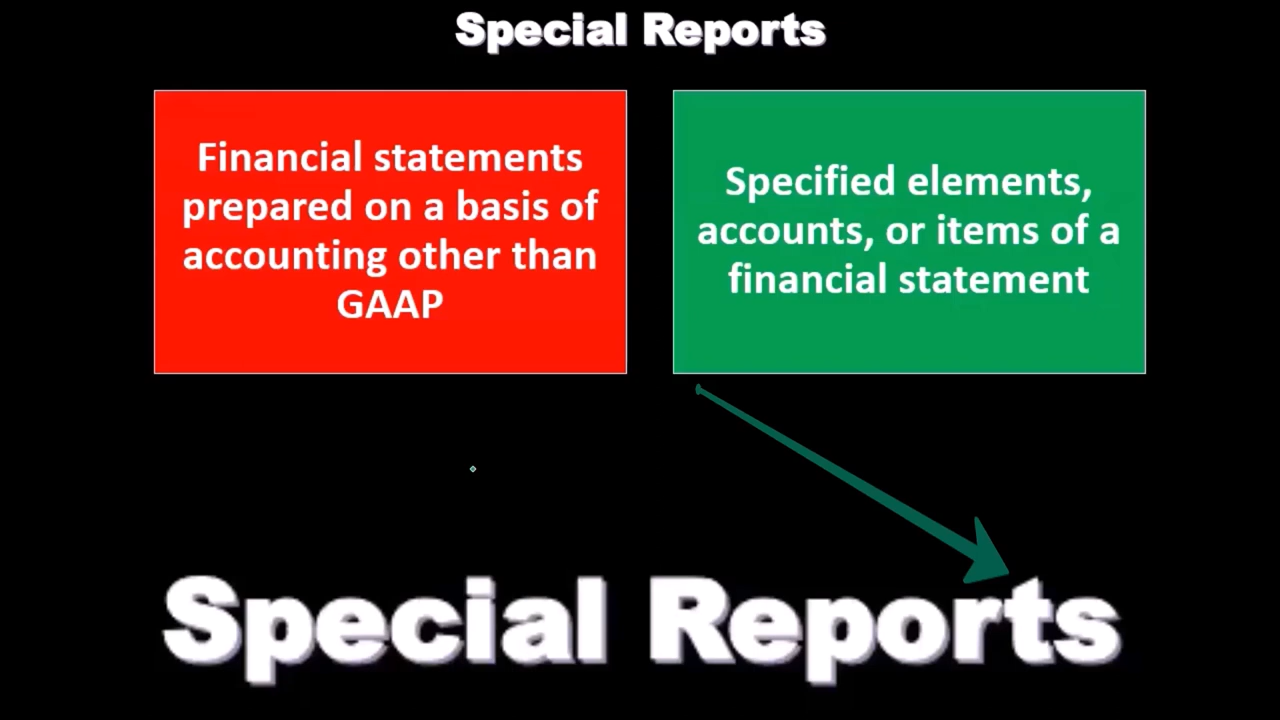 Special Reports
Financial statements
prepared on a basis of
accounting other than
GAAP
Specified elements,
accounts, or items of a
financial statement
Special Reports